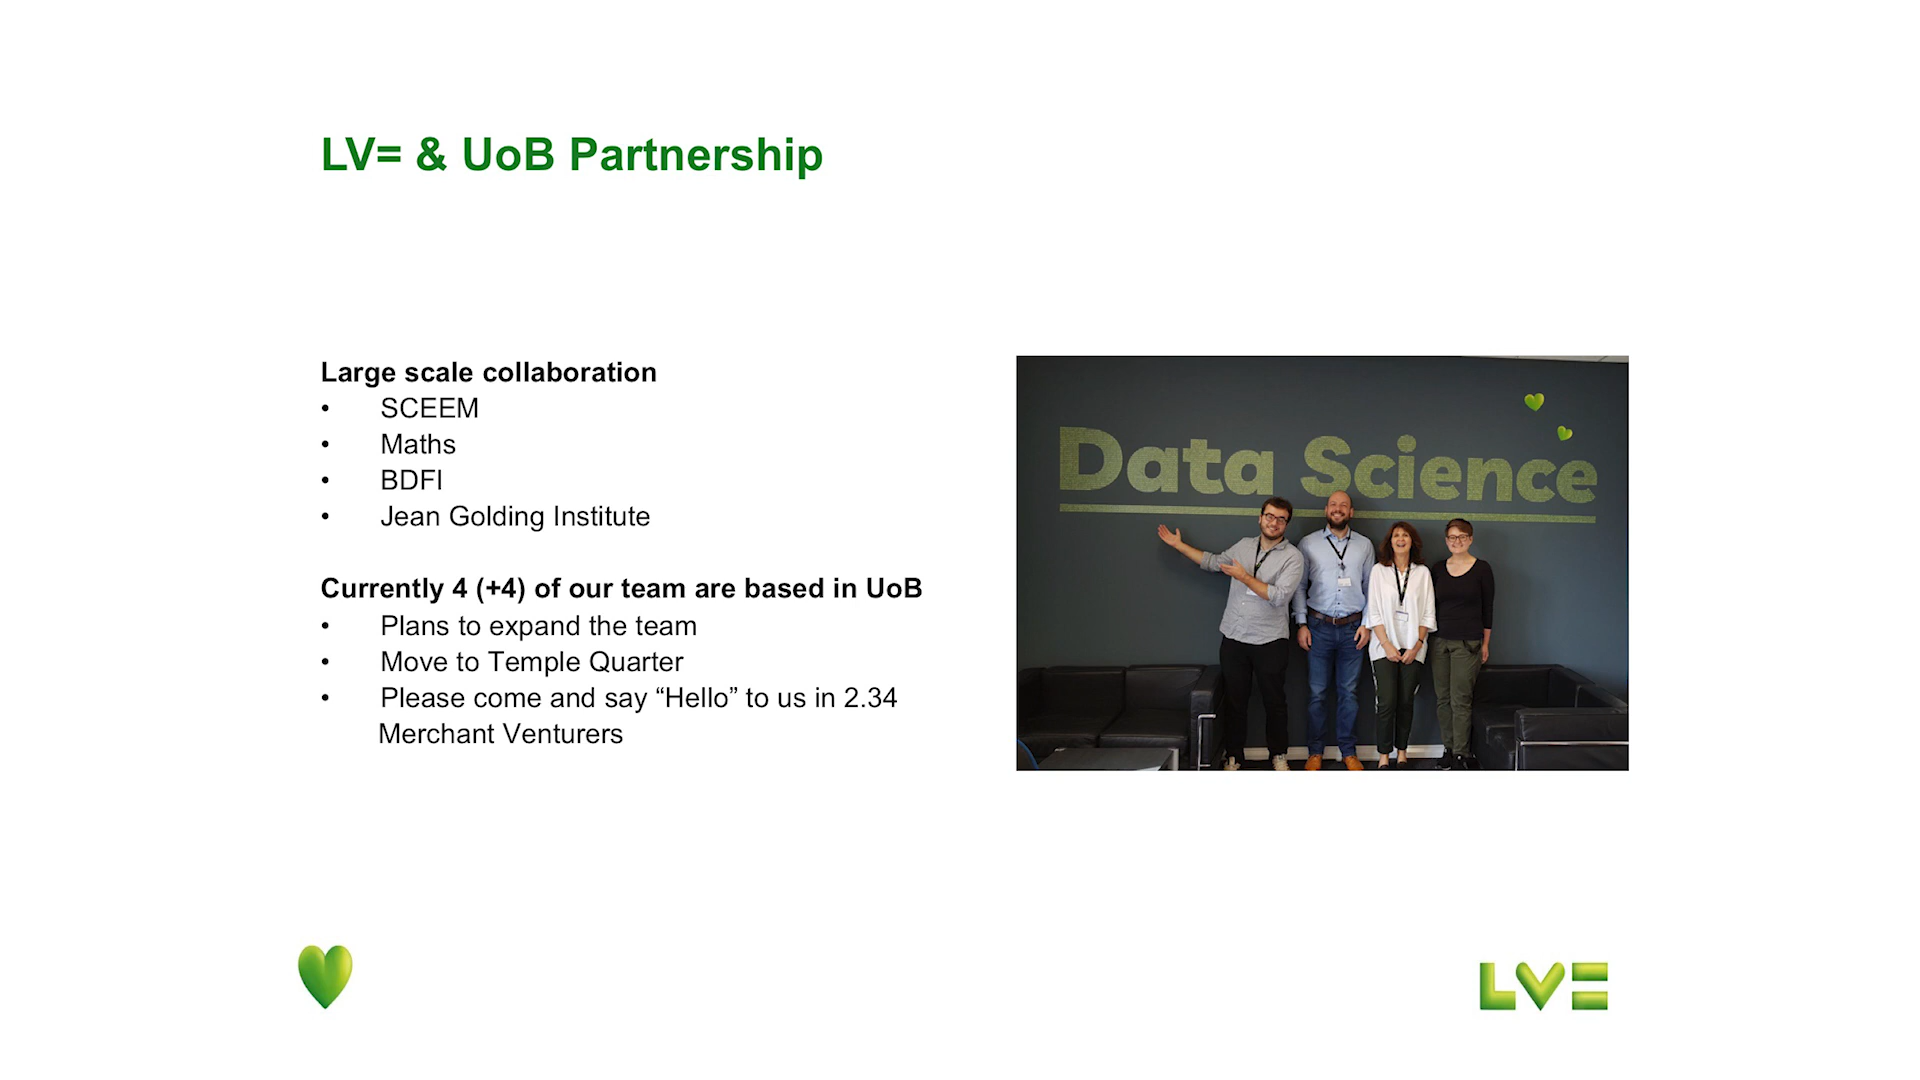 LV= & UoB Partnership
Large scale collaboration
• SCEEM
• Maths
• BDFI
• Jean Golding Institute
Currently 4 (+4) of our team are based in UoB
• Plans to expand the team
• Move to Temple Quarter
• Please come and say “Hello” to us in 2.34
Merchant Venturers
Data Science
LV=